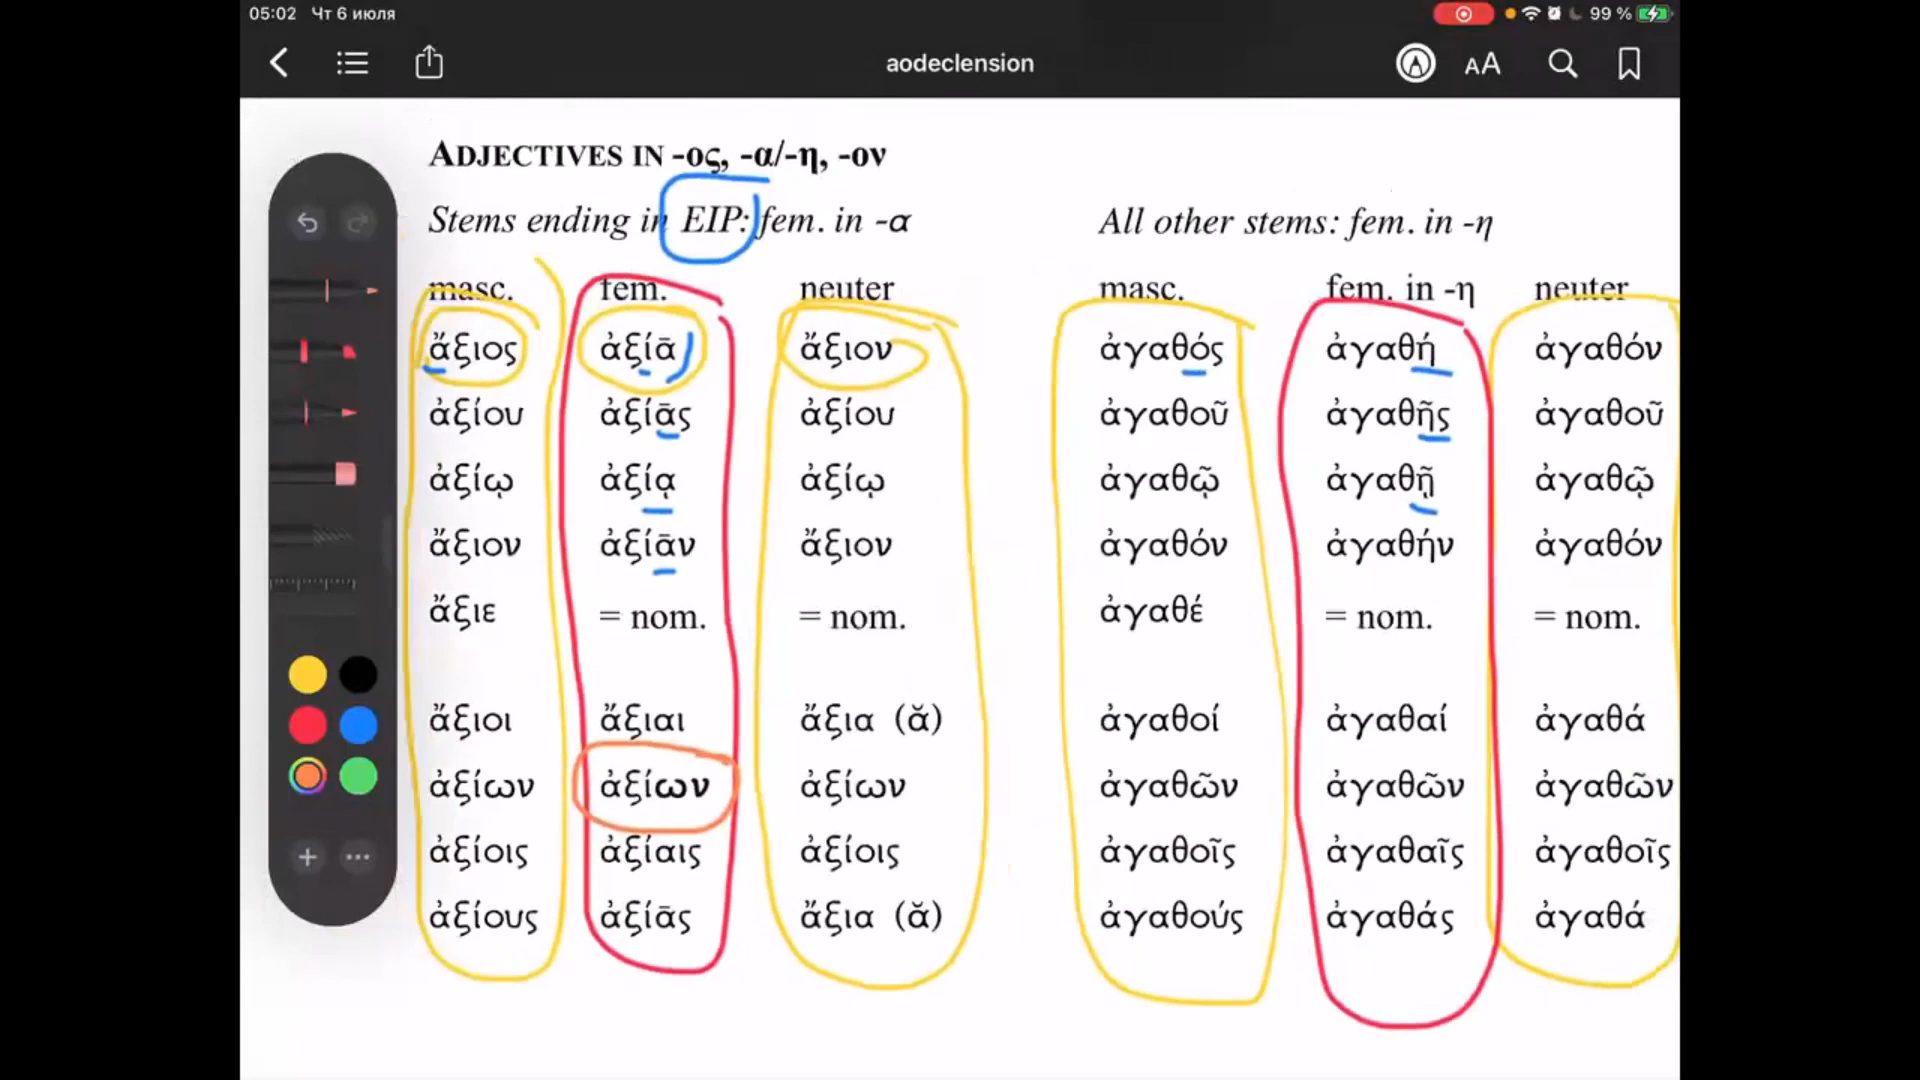 05:02 Чт 6 июля 99 %
aodeclension
AA
ADJECTIVES IN -ος, -α/-η, -ον
Stems ending in EIP: fem. in -α All other stems: fem. in -η
masc. fem. neuter masc. fem. in -η neuter
ἄξιος ἀξίᾱ ἄξιον ἀγαθός ἀγαθή ἀγαθόν
ἀξίου ἀξίᾱς ἀξίου ἀγαθοῦ ἀγαθῆς ἀγαθοῦ
ἀξίῳ ἀξίᾳ ἀξίῳ ἀγαθῷ ἀγαθῇ ἀγαθῷ
ἄξιον ἀξίᾱν ἄξιον ἀγαθόν ἀγαθήν ἀγαθόν
ἄξιε = nom. = nom. ἀγαθέ = nom. = nom.
ἄξιοι ἄξιαι ἄξια (ᾰ) ἀγαθοί ἀγαθαί ἀγαθά
ἀξίων ἀξίων ἀξίων ἀγαθῶν ἀγαθῶν ἀγαθῶν
ἀξίοις ἀξίαις ἀξίοις ἀγαθοῖς ἀγαθαῖς ἀγαθοῖς
ἀξίους ἀξίᾱς ἄξια (ᾰ) ἀγαθούς ἀγαθάς ἀγαθά